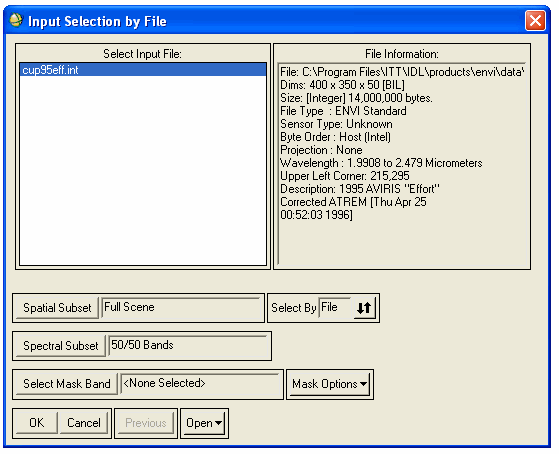 Input Selection by File
Select Input File:
cup95eff.int
File Information:
File: C:\Program Files\ITT\IDL\products\envi\data\
Dims: 400 x 350 x 50 [BIL]
Size: [Integer] 14,000,000 bytes.
File Type : ENVI Standard
Sensor Type: Unknown
Byte Order : Host (Intel)
Projection : None
Wavelength : 1.9908 to 2.479 Micrometers
Upper Left Corner: 215,295
Description: 1995 AVIRIS "Effort"
Corrected ATREM [Thu Apr 25
00:52:03 1996]
Spatial Subset Full Scene
Select By File
Spectral Subset 50/50 Bands
Select Mask Band <None Selected>
Mask Options
OK Cancel Previous Open